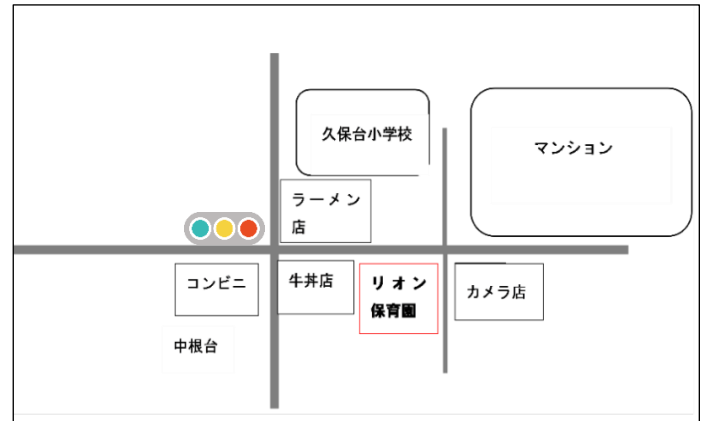 久保台小学校
マンション
ラーメン
店
コンビニ
牛丼店
リオン
保育園
カメラ店
中根台